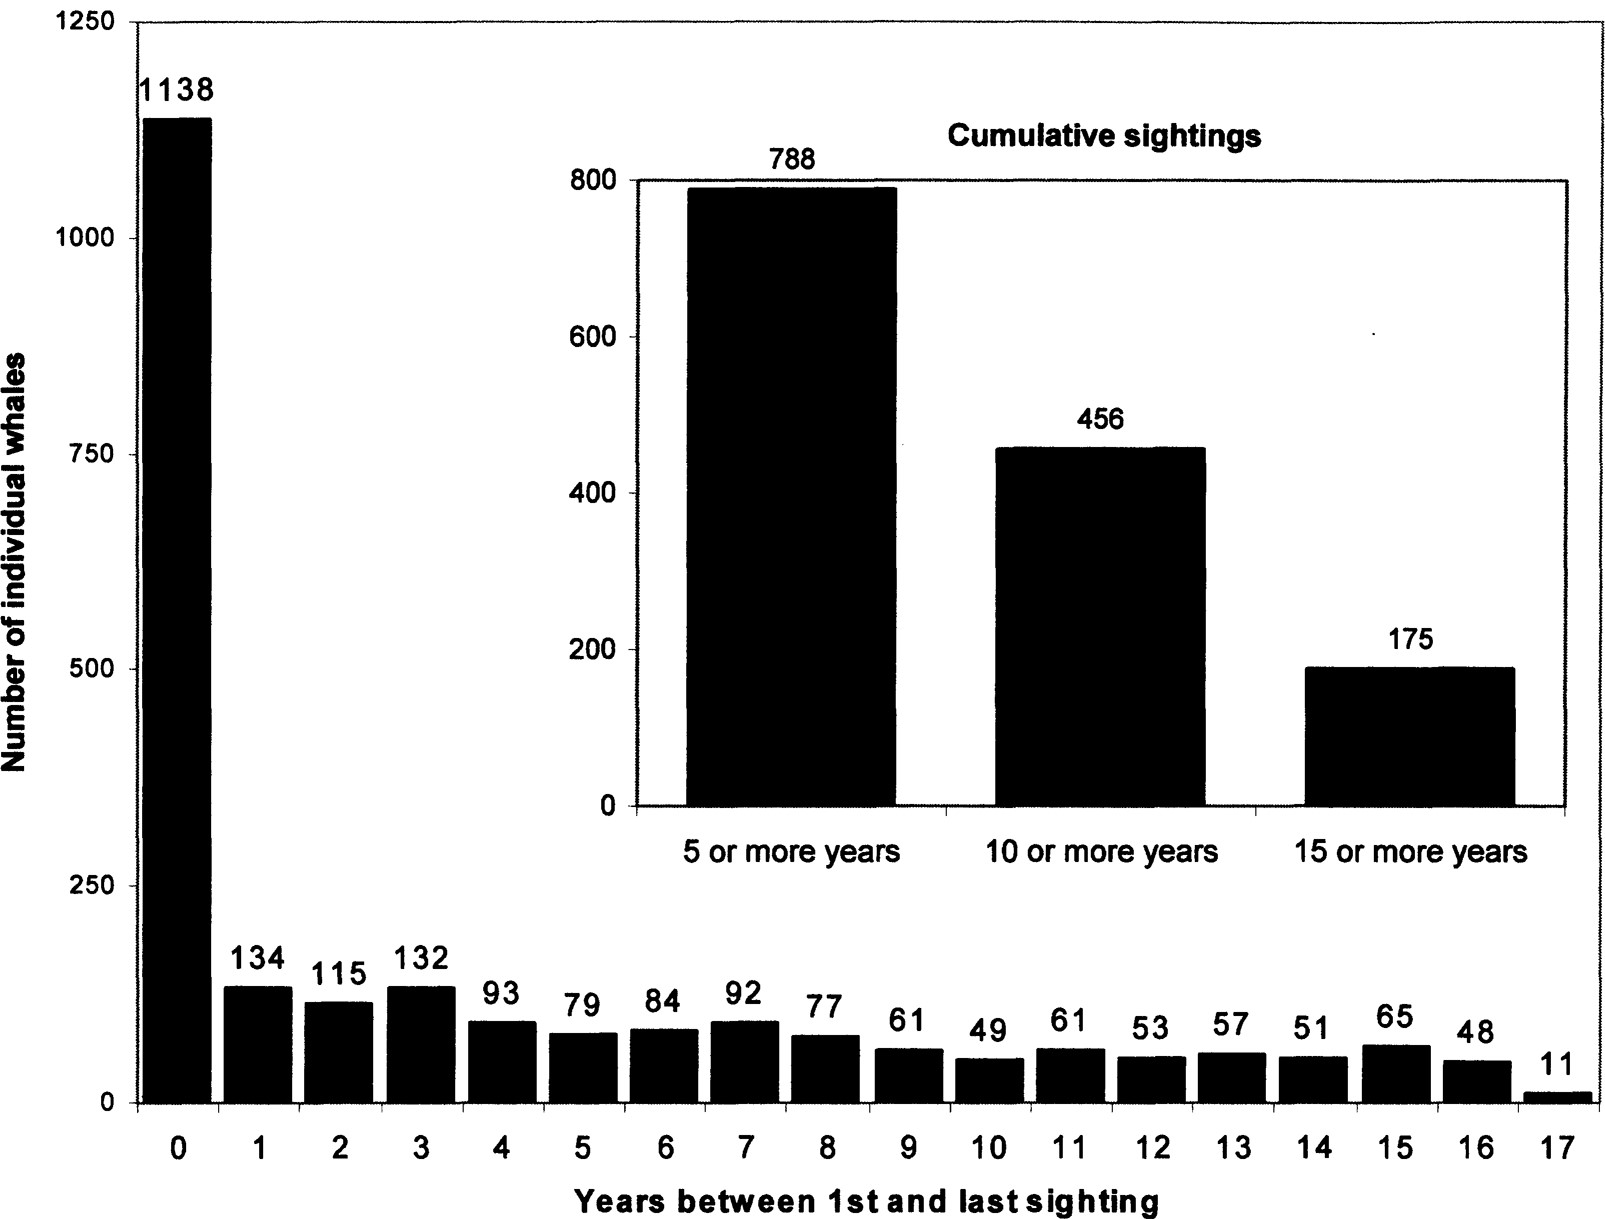 1250
1138
1000
750
500
250
0
Number of individual whales
Cumulative sightings
800
600
400
200
0
788
456
175
5 or more years 10 or more years 15 or more years
134 115 132 93 79 84 92 77 61 49 61 53 57 51 65 48 11
0 1 2 3 4 5 6 7 8 9 10 11 12 13 14 15 16 17
Years between 1st and last sighting